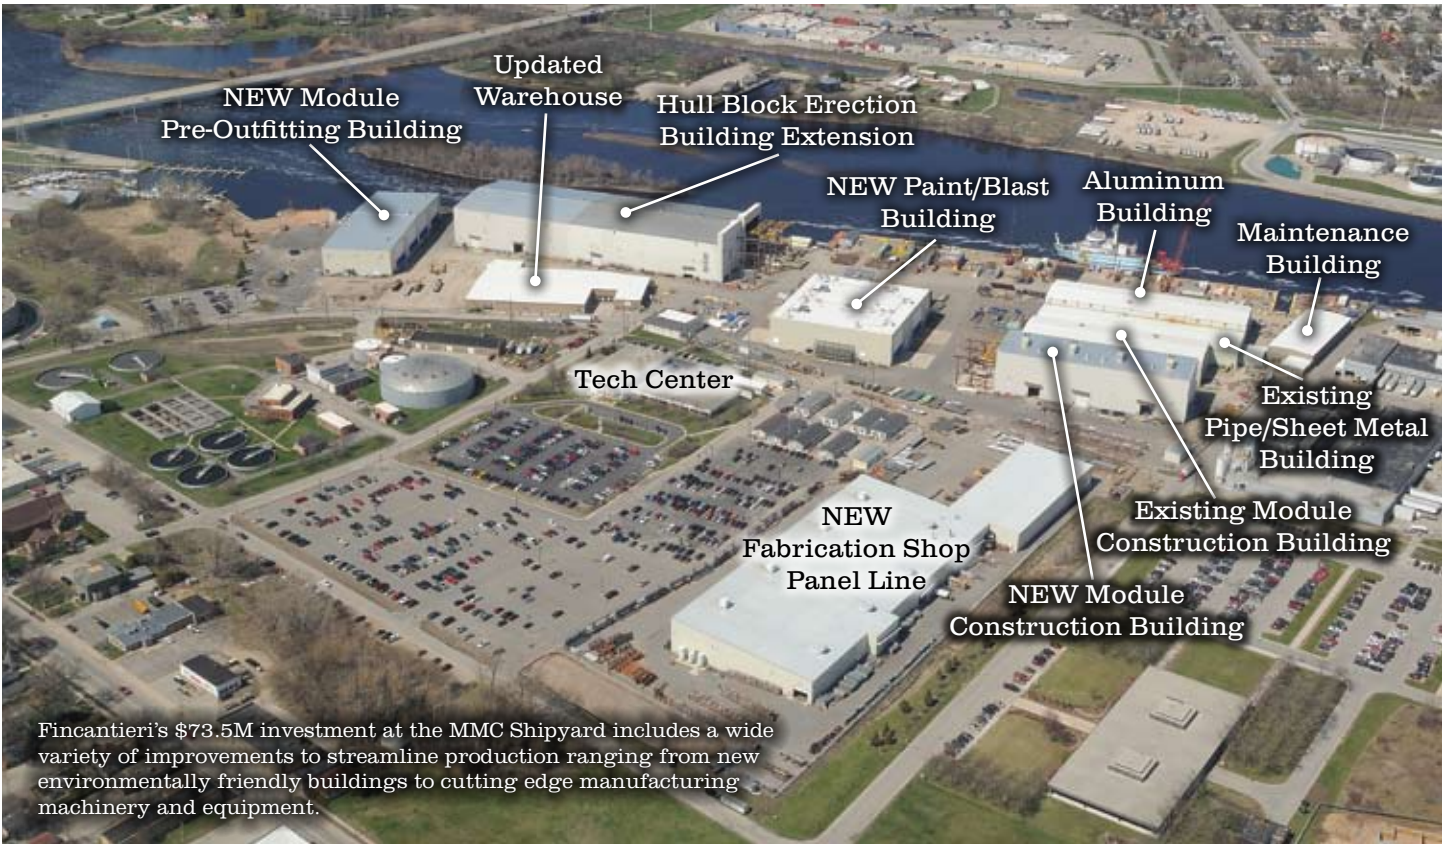 Updated
Warehouse
NEW Module
Pre-Outfitting Building
Hull Block Erection
Building Extension
NEW Paint/Blast
Building
Aluminum
Building
Maintenance
Building
Tech Center
Existing
Pipe/Sheet Metal
Building
NEW
Fabrication Shop
Panel Line
Existing Module
Construction Building
NEW Module
Construction Building
Fincantieri's $73.5M investment at the MMC Shipyard includes a wide
variety of improvements to streamline production ranging from new
environmentally friendly buildings to cutting edge manufacturing
machinery and equipment.